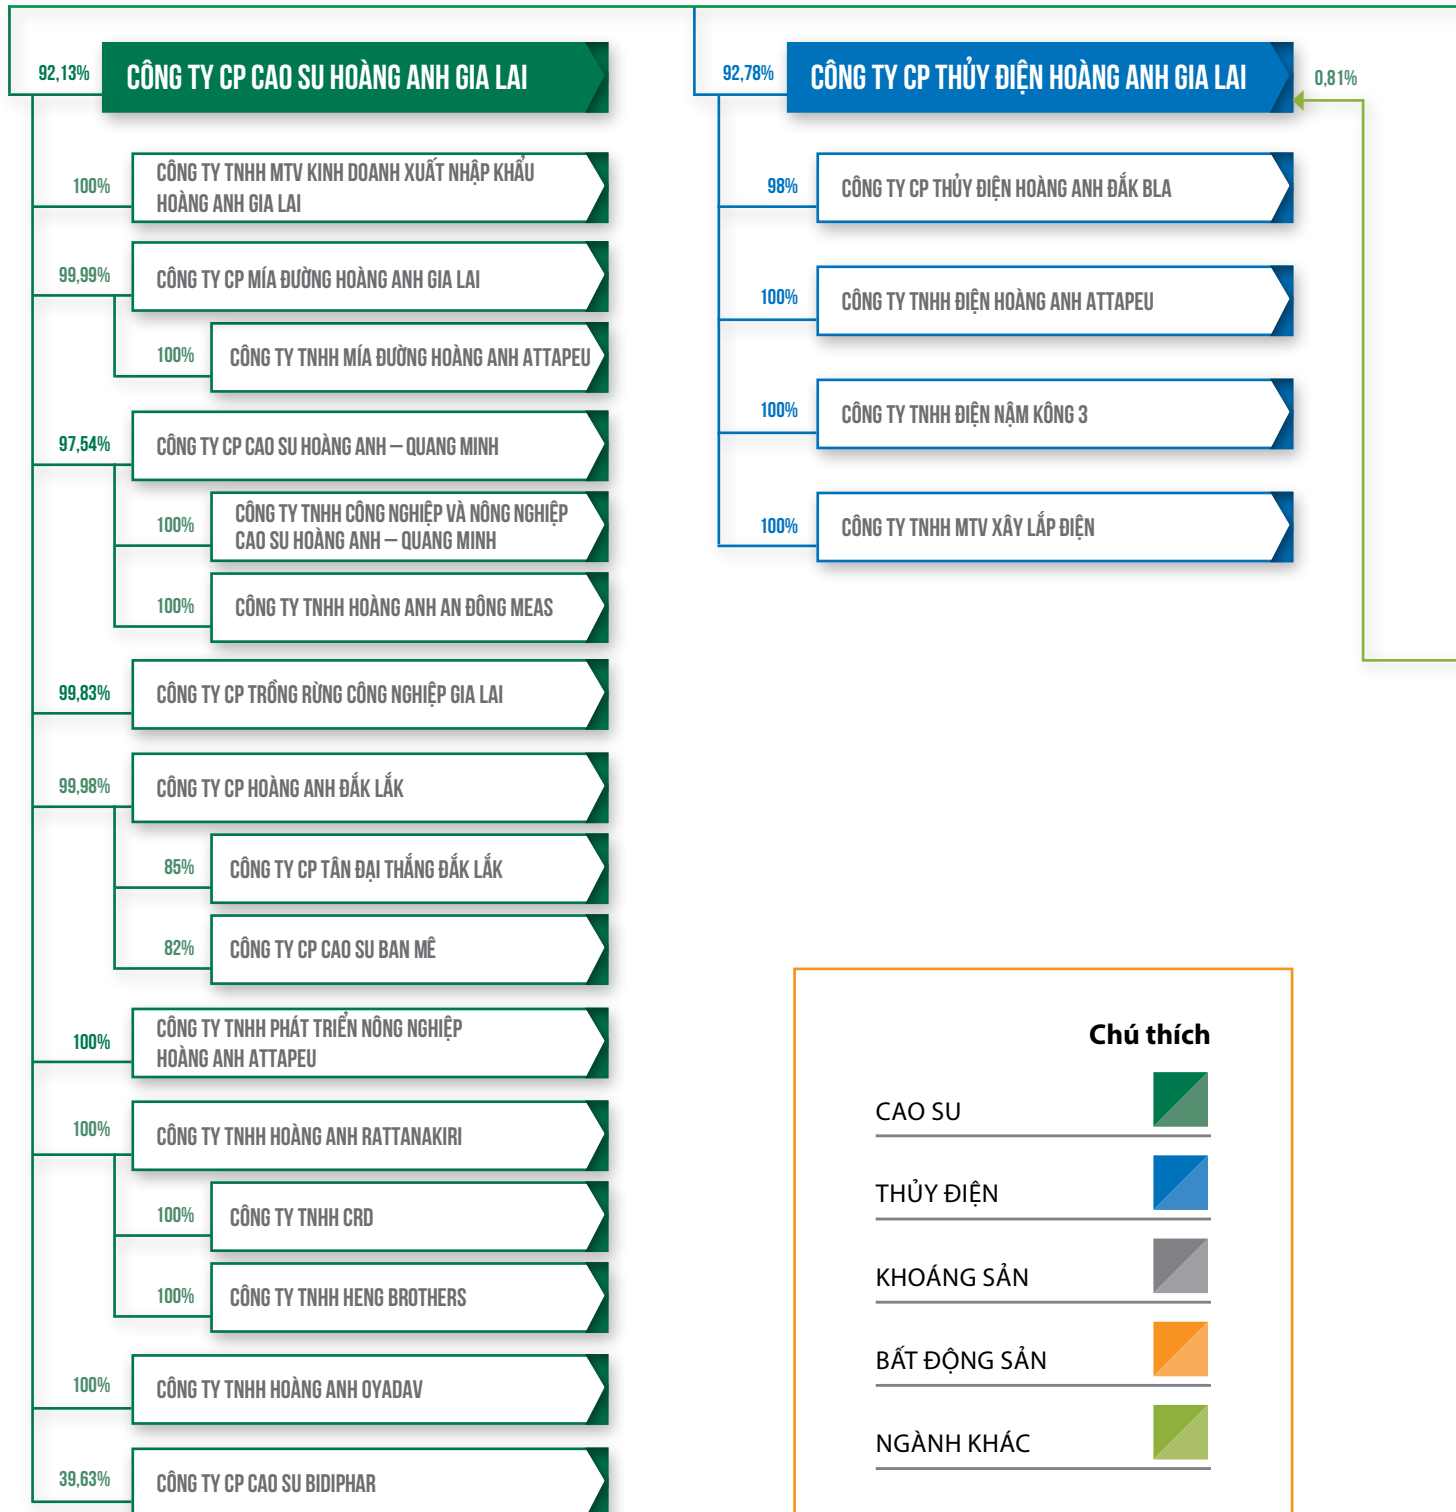 92,13%
CÔNG TY CP CAO SU HOÀNG ANH GIA LAI
100%
CÔNG TY TNHH MTV KINH DOANH XUẤT NHẬP KHẨU
HOÀNG ANH GIA LAI
99,99%
CÔNG TY CP MÍA ĐƯỜNG HOÀNG ANH GIA LAI
100%
CÔNG TY TNHH MÍA ĐƯỜNG HOÀNG ANH ATTAPEU
97,54%
CÔNG TY CP CAO SU HOÀNG ANH – QUANG MINH
100%
CÔNG TY TNHH CÔNG NGHIỆP VÀ NÔNG NGHIỆP
CAO SU HOÀNG ANH – QUANG MINH
100%
CÔNG TY TNHH HOÀNG ANH AN ĐÔNG MEAS
99,83%
CÔNG TY CP TRỒNG RỪNG CÔNG NGHIỆP GIA LAI
99,98%
CÔNG TY CP HOÀNG ANH ĐẮK LẮK
85%
CÔNG TY CP TÂN ĐẠI THẮNG ĐẮK LẮK
82%
CÔNG TY CP CAO SU BAN MÊ
100%
CÔNG TY TNHH PHÁT TRIỂN NÔNG NGHIỆP
HOÀNG ANH ATTAPEU
100%
CÔNG TY TNHH HOÀNG ANH RATTANAKIRI
100%
CÔNG TY TNHH CRD
100%
CÔNG TY TNHH HENG BROTHERS
100%
CÔNG TY TNHH HOÀNG ANH OYADAV
39,63%
CÔNG TY CP CAO SU BIDIPHAR
92,78%
CÔNG TY CP THỦY ĐIỆN HOÀNG ANH GIA LAI
0,81%
98%
CÔNG TY CP THỦY ĐIỆN HOÀNG ANH ĐẮK BLA
100%
CÔNG TY TNHH ĐIỆN HOÀNG ANH ATTAPEU
100%
CÔNG TY TNHH ĐIỆN NẬM KÔNG 3
100%
CÔNG TY TNHH MTV XÂY LẮP ĐIỆN
Chú thích
CAO SU
THỦY ĐIỆN
KHOÁNG SẢN
BẤT ĐỘNG SẢN
NGÀNH KHÁC